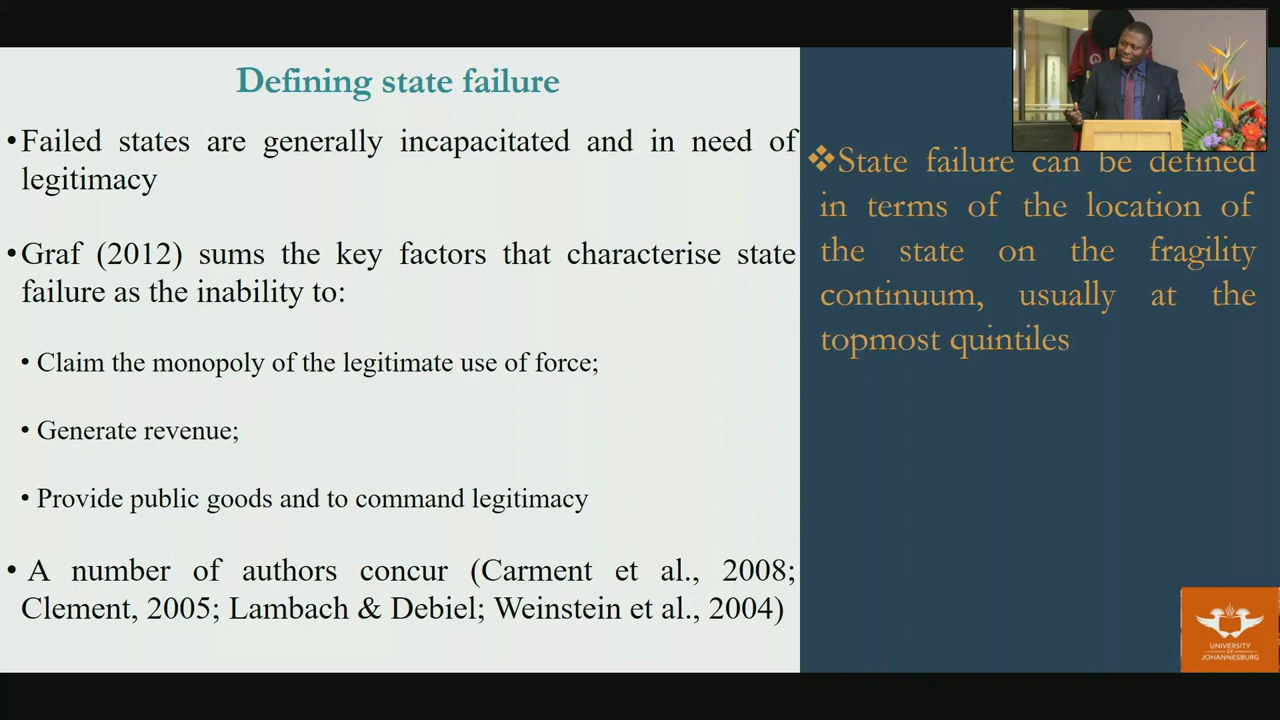 Defining state failure
•Failed states are generally incapacitated and in need of
legitimacy
•Graf (2012) sums the key factors that characterise state
failure as the inability to:
• Claim the monopoly of the legitimate use of force;
• Generate revenue;
• Provide public goods and to command legitimacy
• A number of authors concur (Carment et al., 2008;
Clement, 2005; Lambach & Debiel; Weinstein et al., 2004)
❖State failure can be defined
in terms of the location of
the state on the fragility
continuum, usually at the
topmost quintiles
UNIVERSITY
OF
JOHANNESBURG